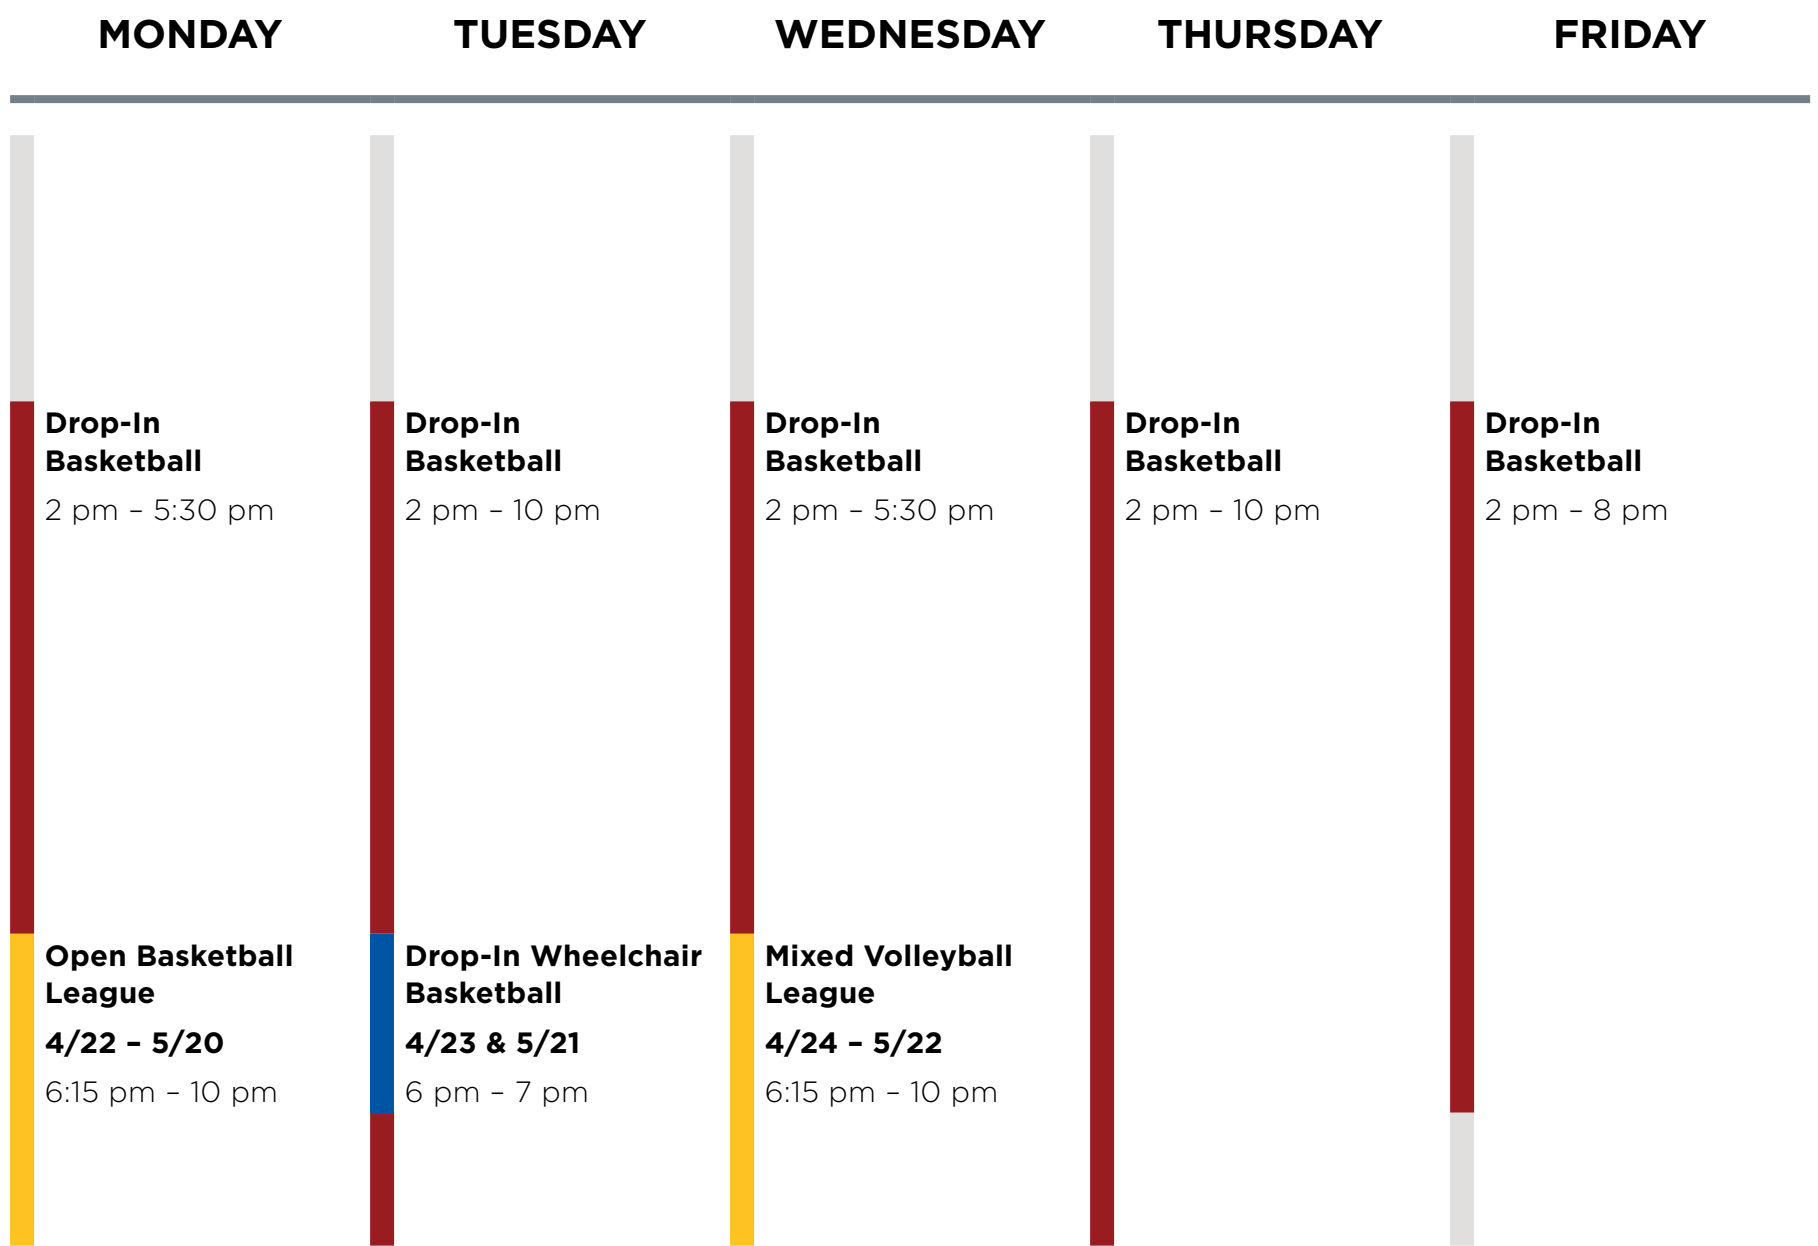 MONDAY
TUESDAY
WEDNESDAY
THURSDAY
FRIDAY
Drop-In
Basketball
2 pm – 5:30 pm
Open Basketball
League
4/22 – 5/20
6:15 pm – 10 pm
Drop-In
Basketball
2 pm – 10 pm
Drop-In Wheelchair
Basketball
4/23 & 5/21
6 pm – 7 pm
Drop-In
Basketball
2 pm – 5:30 pm
Mixed Volleyball
League
4/24 – 5/22
6:15 pm – 10 pm
Drop-In
Basketball
2 pm – 10 pm
Drop-In
Basketball
2 pm – 8 pm